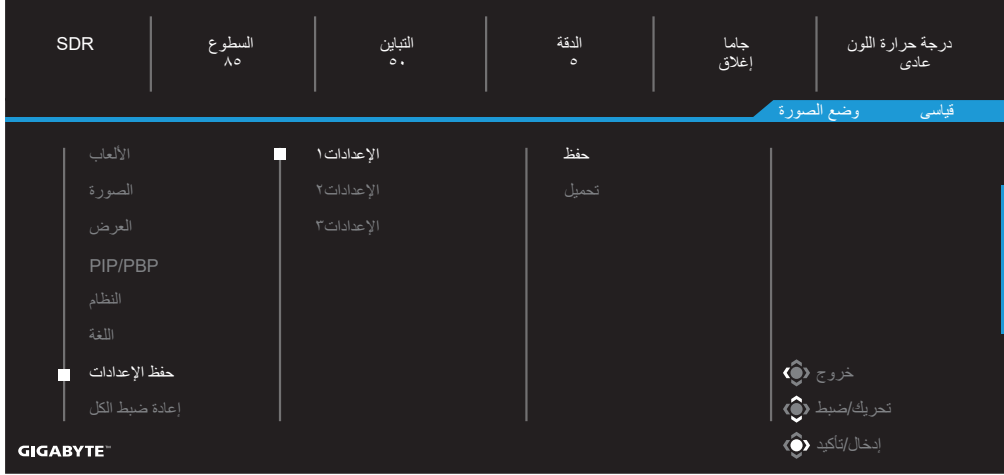 SDR
السطوع
٨٥
التباين
٥٠
الدقة
٥
جاما
إغلاق
درجة حرارة اللون
عادى
وضع الصورة
قياسى
الألعاب
الصورة
العرض
PIP/PBP
النظام
اللغة
حفظ الإعدادات
إعادة ضبط الكل
الإعدادات١
الإعدادات٢
الإعدادات٣
حفظ
تحميل
خروج
تحريك/ضبط
إدخال/تأكيد
GIGABYTE™